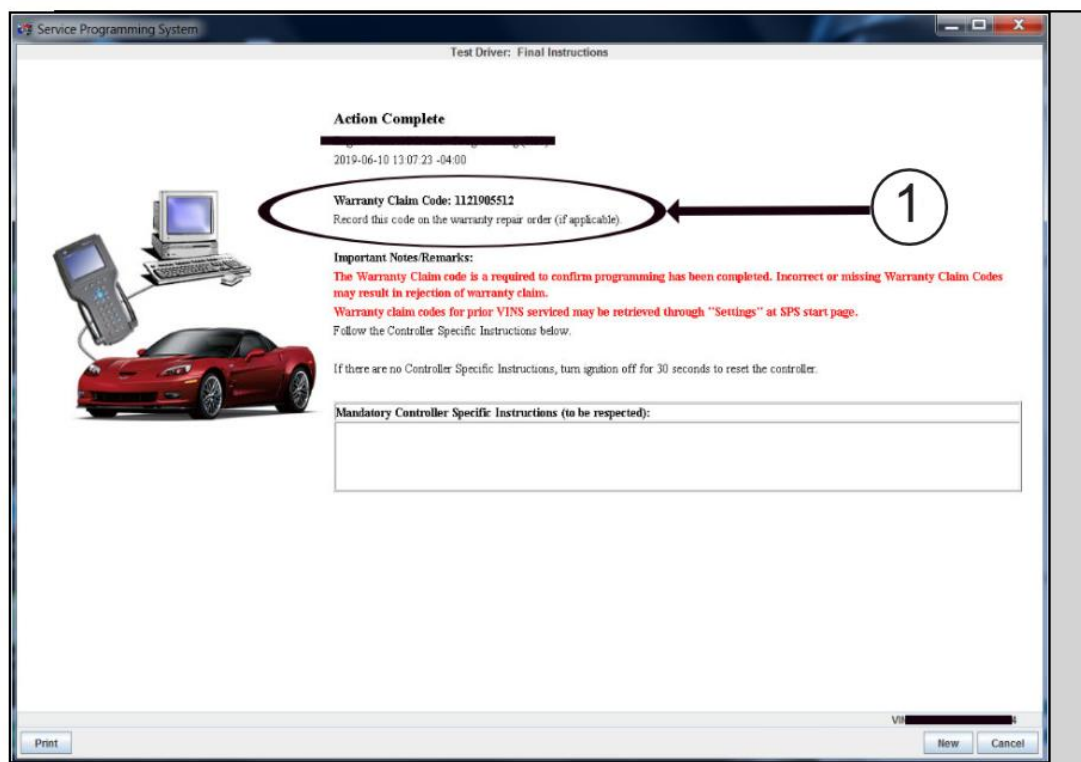 Service Programming System
Test Driver: Final Instructions
Action Complete
2019-06-10 13:07:23 -04:00
Warranty Claim Code: 1121905512
Record this code on the warranty repair order (if applicable).
1
Important Notes/Remarks:
The Warranty Claim code is a required to confirm programming has been completed. Incorrect or missing Warranty Claim Codes
may result in rejection of warranty claim.
Warranty claim codes for prior VINS serviced may be retrieved through "Settings" at SPS start page.
Follow the Controller Specific Instructions below.
If there are no Controller Specific Instructions, turn ignition off for 30 seconds to reset the controller.
Mandatory Controller Specific Instructions (to be respected):
4
Print
New
Cancel